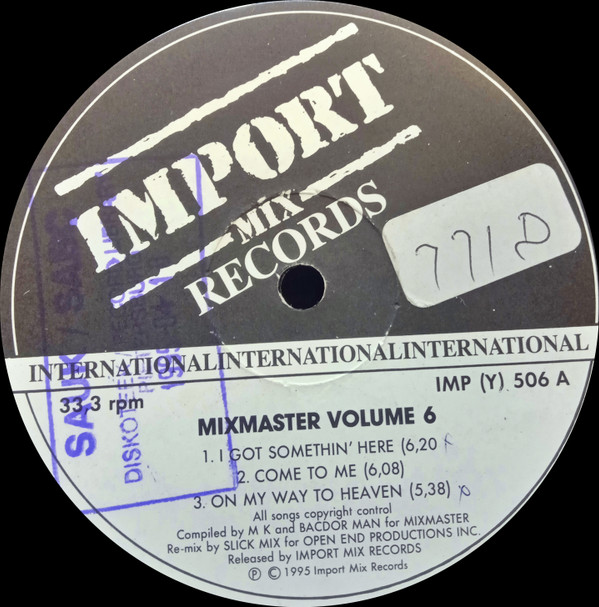 IMPORT
MIX
RECORDS
771D
INTERNATIONALINTERNATIONALINTERNATIONAL
33,3 rpm
IMP (Y) 506 A
MIXMASTER VOLUME 6
1. I GOT SOMETHIN' HERE (6,20
2. COME TO ME (6,08)
3. ON MY WAY TO HEAVEN (5,38)
All songs copyright control
Compiled by M K and BACDOR MAN for MIXMASTER
Re-mix by SLICK MIX for OPEN END PRODUCTIONS INC.
Released by IMPORT MIX RECORDS
Ⓟ © 1995 Import Mix Records
SAUK / SABO